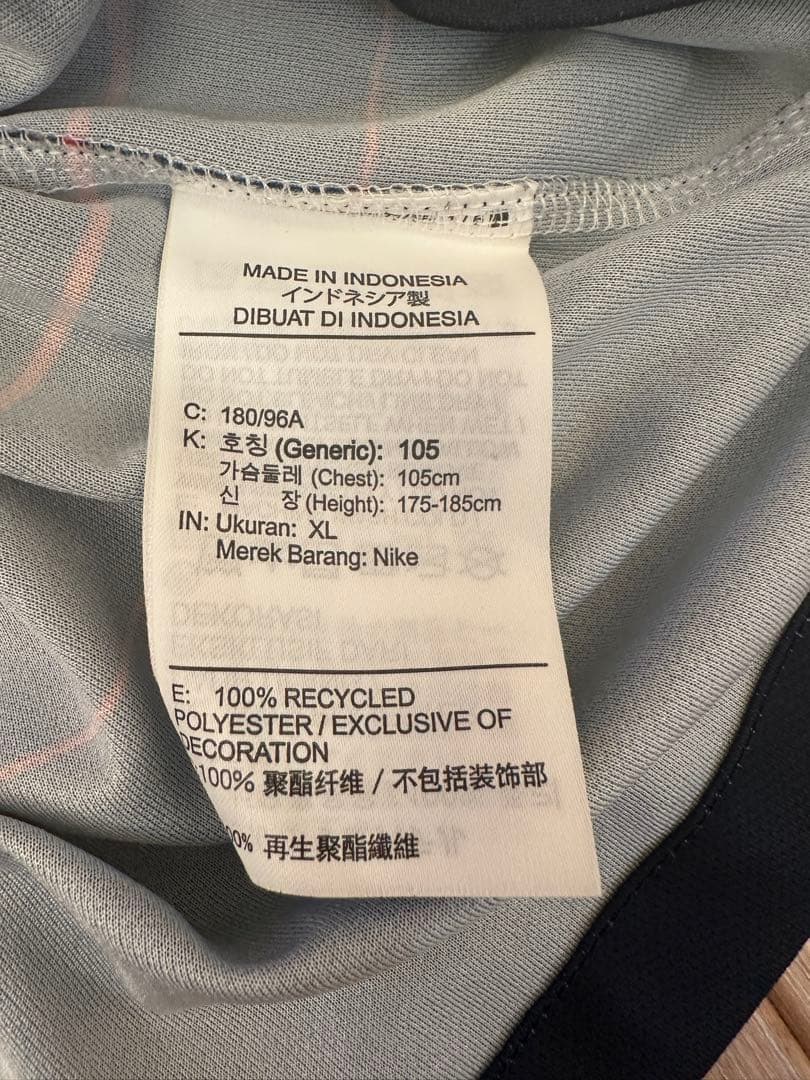 MADE IN INDONESIA
インドネシア製
DIBUAT DI INDONESIA
C: 180/96A
K: 호칭 (Generic): 105
가슴둘레 (Chest): 105cm
신 장 (Height): 175-185cm
IN: Ukuran: XL
Merek Barang: Nike
E: 100% RECYCLED
POLYESTER / EXCLUSIVE OF
DECORATION
100% 聚酯纤维 / 不包括装饰部
再生聚酯纖維